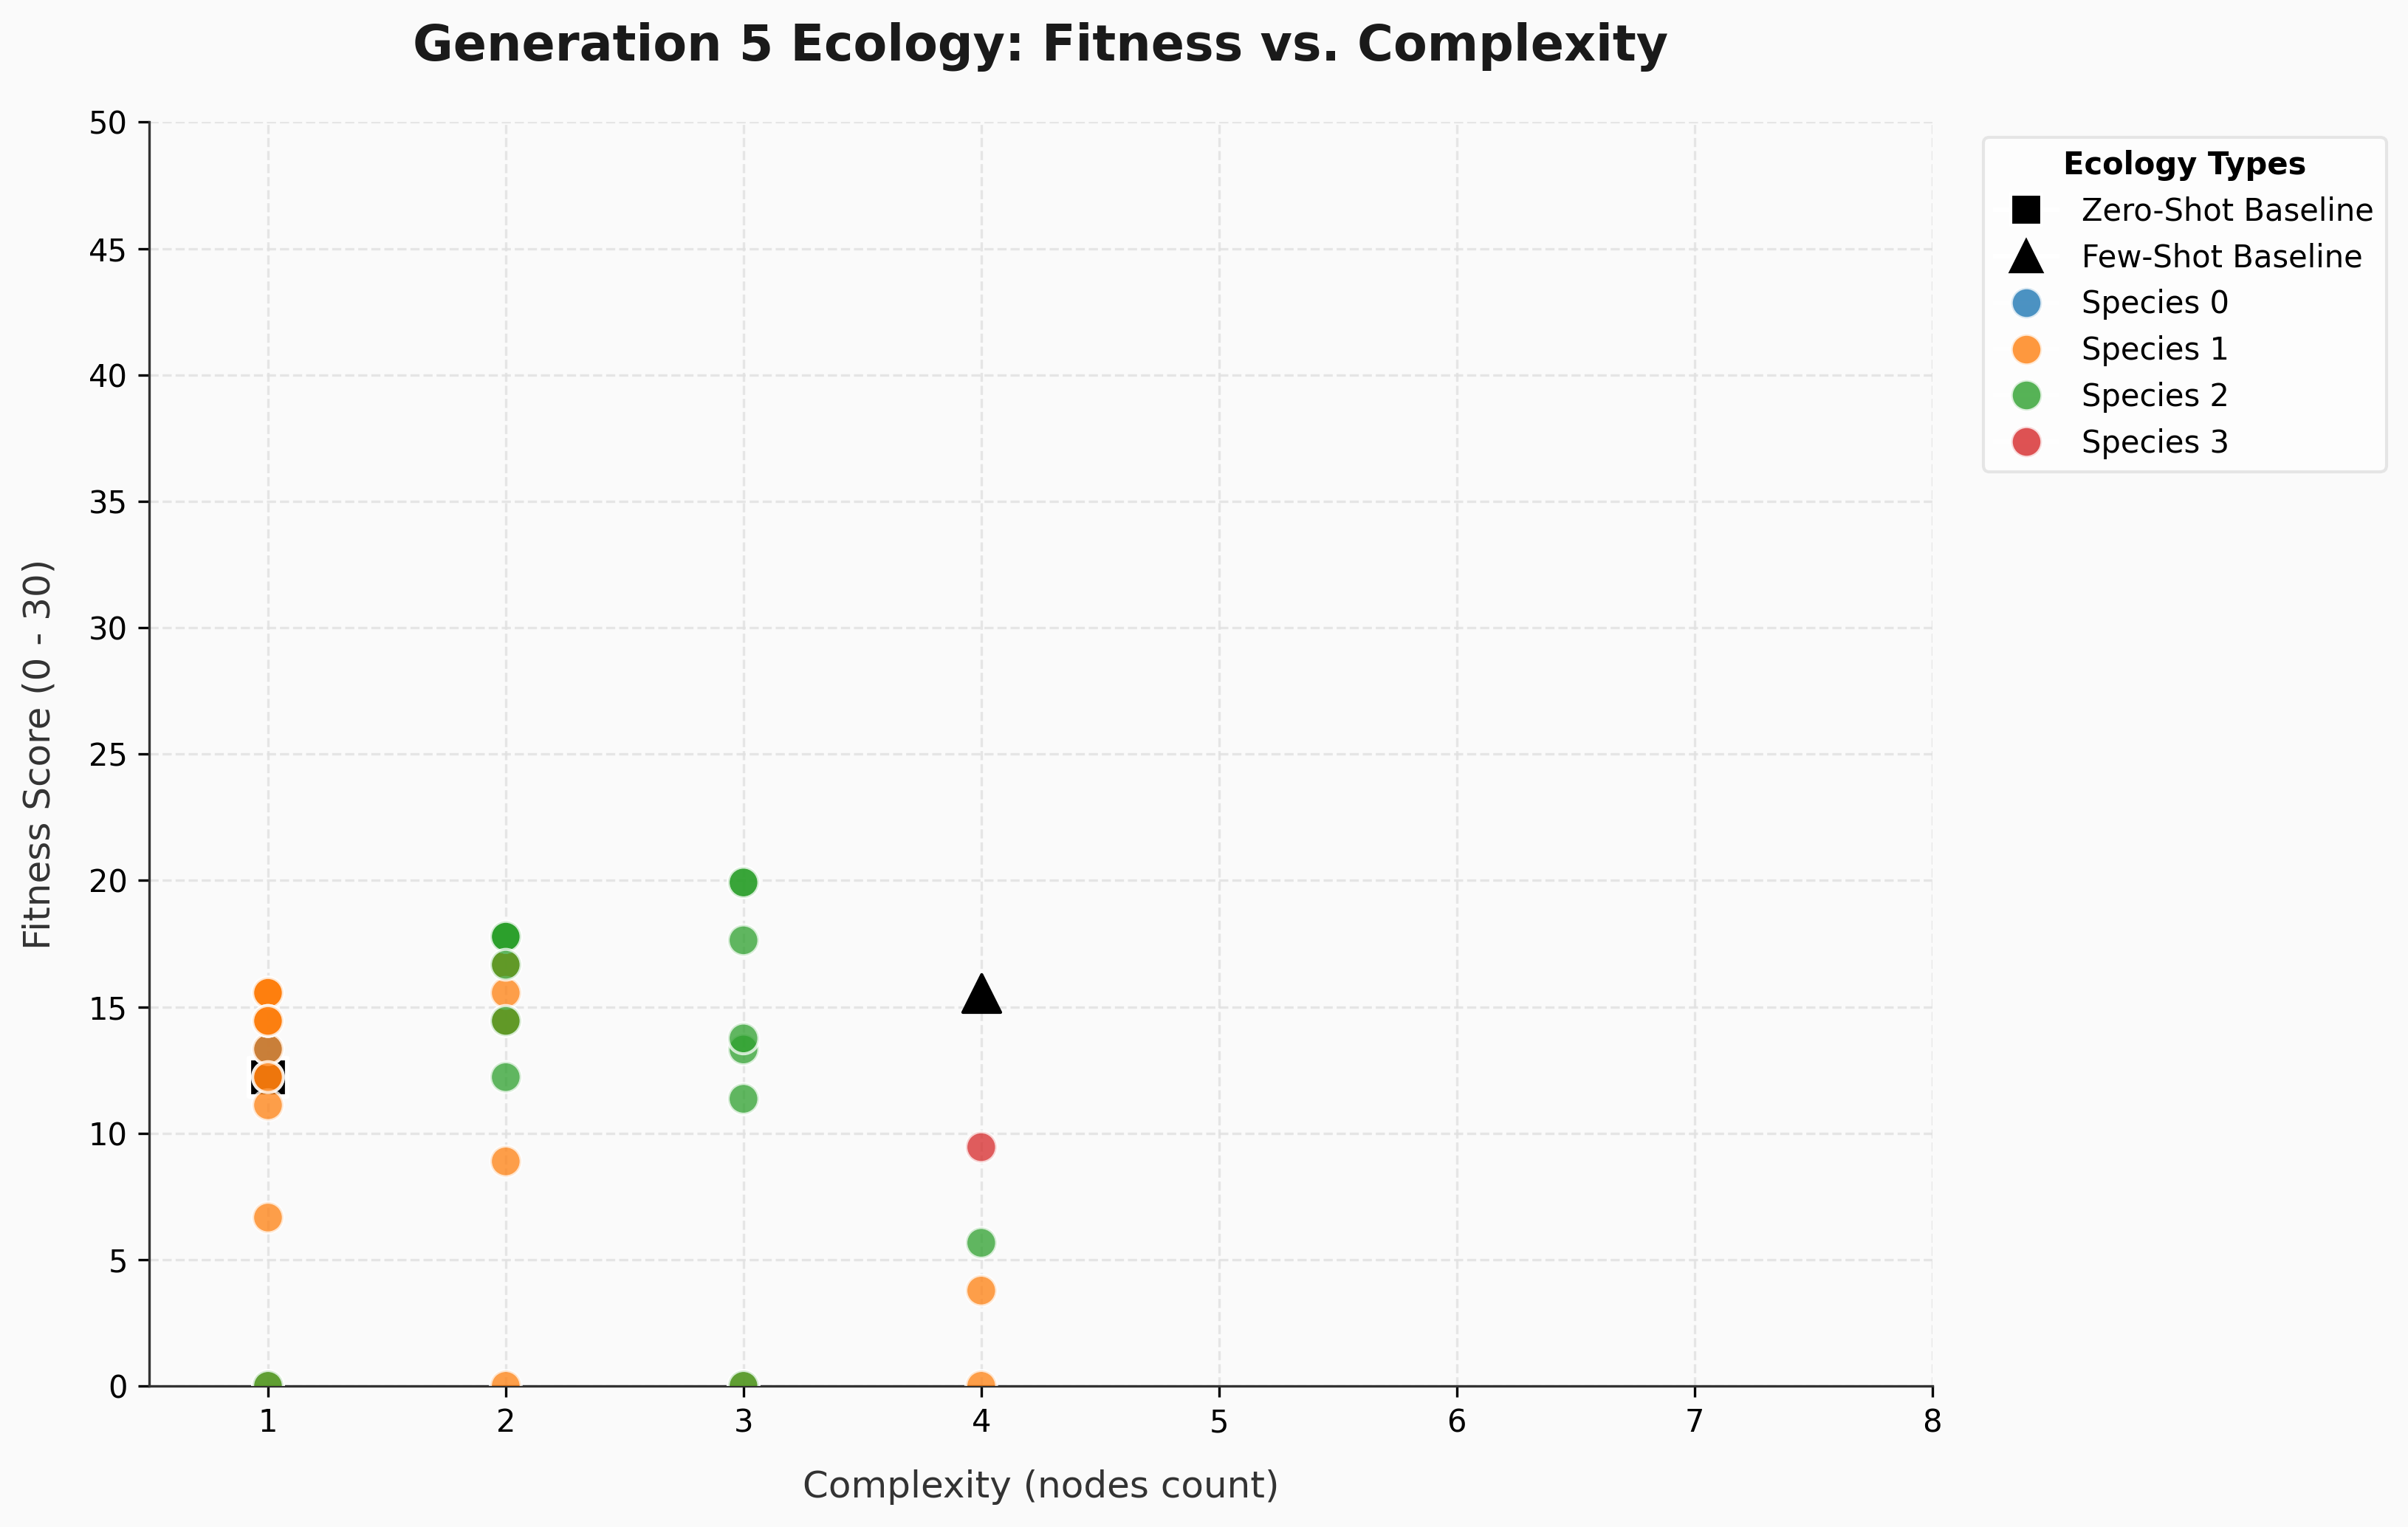 Generation 5 Ecology: Fitness vs. Complexity
50
45
40
35
30
25
20
15
10
5
0
Fitness Score (0 - 30)
1 2 3 4 5 6 7 8
Complexity (nodes count)
Ecology Types
Zero-Shot Baseline
Few-Shot Baseline
Species 0
Species 1
Species 2
Species 3